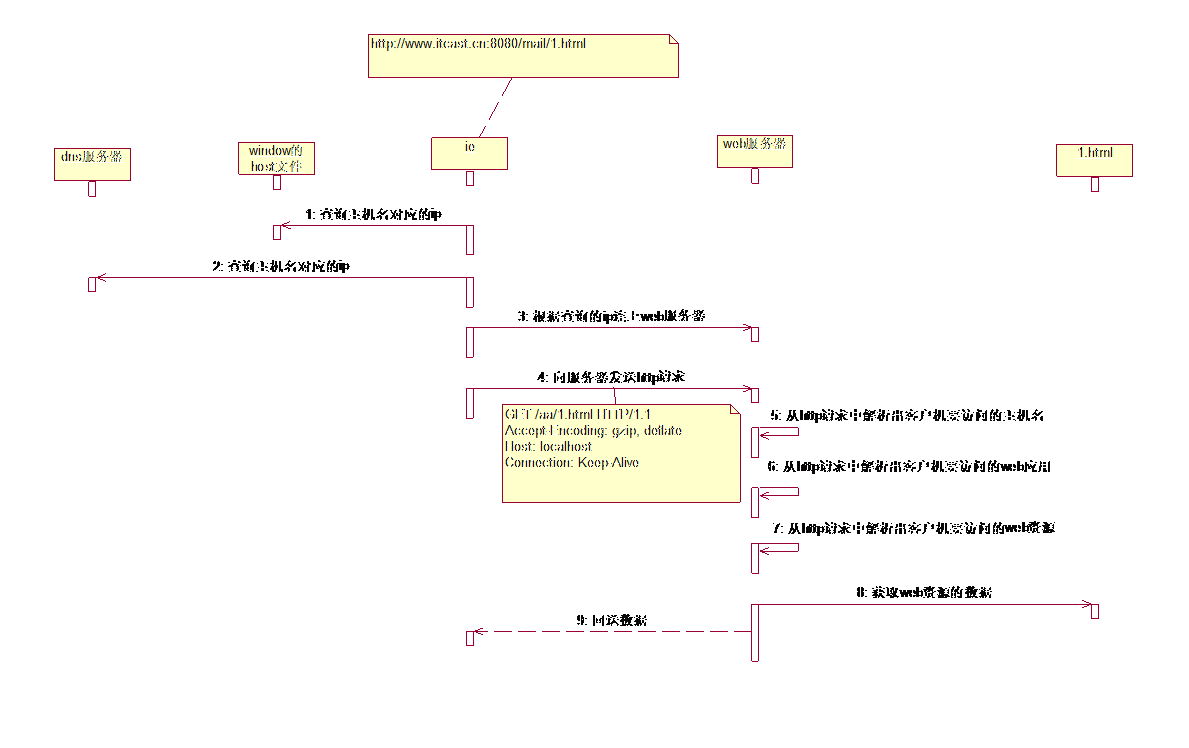 http://www.itcast.cn:8080/mail/1.html
dns服务器
window的
host文件
ie
web服务器
1.html
1: 查询主机名对应的ip
2: 查询主机名对应的ip
3: 根据查询的ip连上web服务器
4: 向服务器发送http请求
GET /aa/1.html HTTP/1.1
Accept-Encoding: gzip, deflate
Host: localhost
Connection: Keep-Alive
5: 从http请求中解析出客户机要访问的主机名
6: 从http请求中解析出客户机要访问的web应用
7: 从http请求中解析出客户机要访问的web资源
8: 获取web资源的数据
9: 回送数据